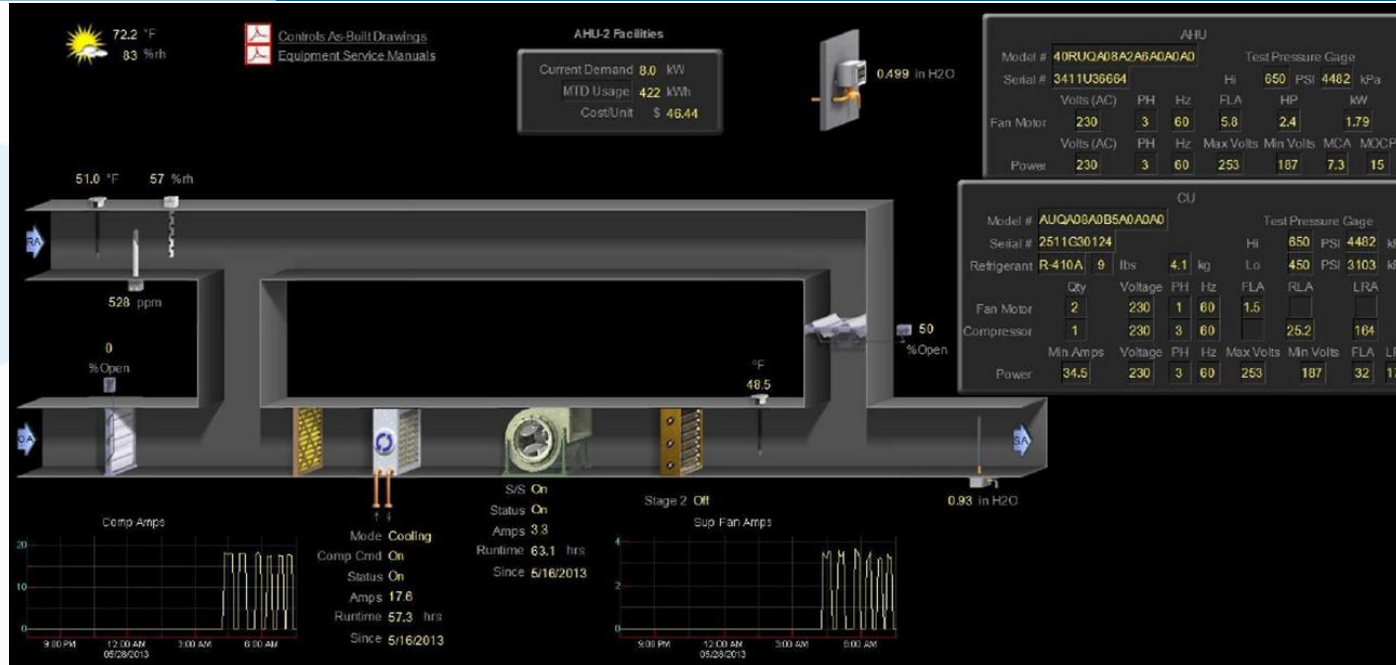 72.2 °F
83 %rh
Controls As-Built Drawings
Equipment Service Manuals
AHU-2 Facilities
Current Demand 8.0 kW
MTD Usage 422 kWh
Cost/Unit $ 46.44
0.499 in H2O
AHU
Model # 40RUQA08A2A6A0A0A0 Test Pressure Gage
Serial # 3411U36664 Hi 650 PSI 4482 kPa
Volts (AC) PH Hz FLA HP kW
Fan Motor 230 3 60 5.8 2.4 1.79
Volts (AC) PH Hz Max Volts Min Volts MCA MOCP
Power 230 3 60 253 187 7.3 15
CU
Model # AUQA08A0B5A0A0A0 Test Pressure Gage
Serial # 2511G30124 Hi 650 PSI 4482
Refrigerant R-410A 9 lbs 4.1 kg Lo 450 PSI 3103
Qty Voltage PH Hz FLA RLA LRA
Fan Motor 2 230 1 60 1.5
Compressor 1 230 3 60 25.2 164
Min Amps Voltage PH Hz Max Volts Min Volts FLA
Power 34.5 230 3 60 253 187 32
51.0 °F 57 %rh
RA
528 ppm
0
%Open
50
%Open
°F
48.5
OA
SA
0.93 in H2O
S/S On
Status On
Amps 3.3
Runtime 63.1 hrs
Since 5/16/2013
Stage 2 Off
Mode Cooling
Comp Cmd On
Status On
Amps 17.6
Runtime 57.3 hrs
Since 5/16/2013
Comp Amps
20
10
0
9:00 PM 12:00 AM 3:00 AM 6:00 AM
05/28/2013
Sup Fan Amps
4
2
0
9:00 PM 12:00 AM 3:00 AM 6:00 AM
05/28/2013